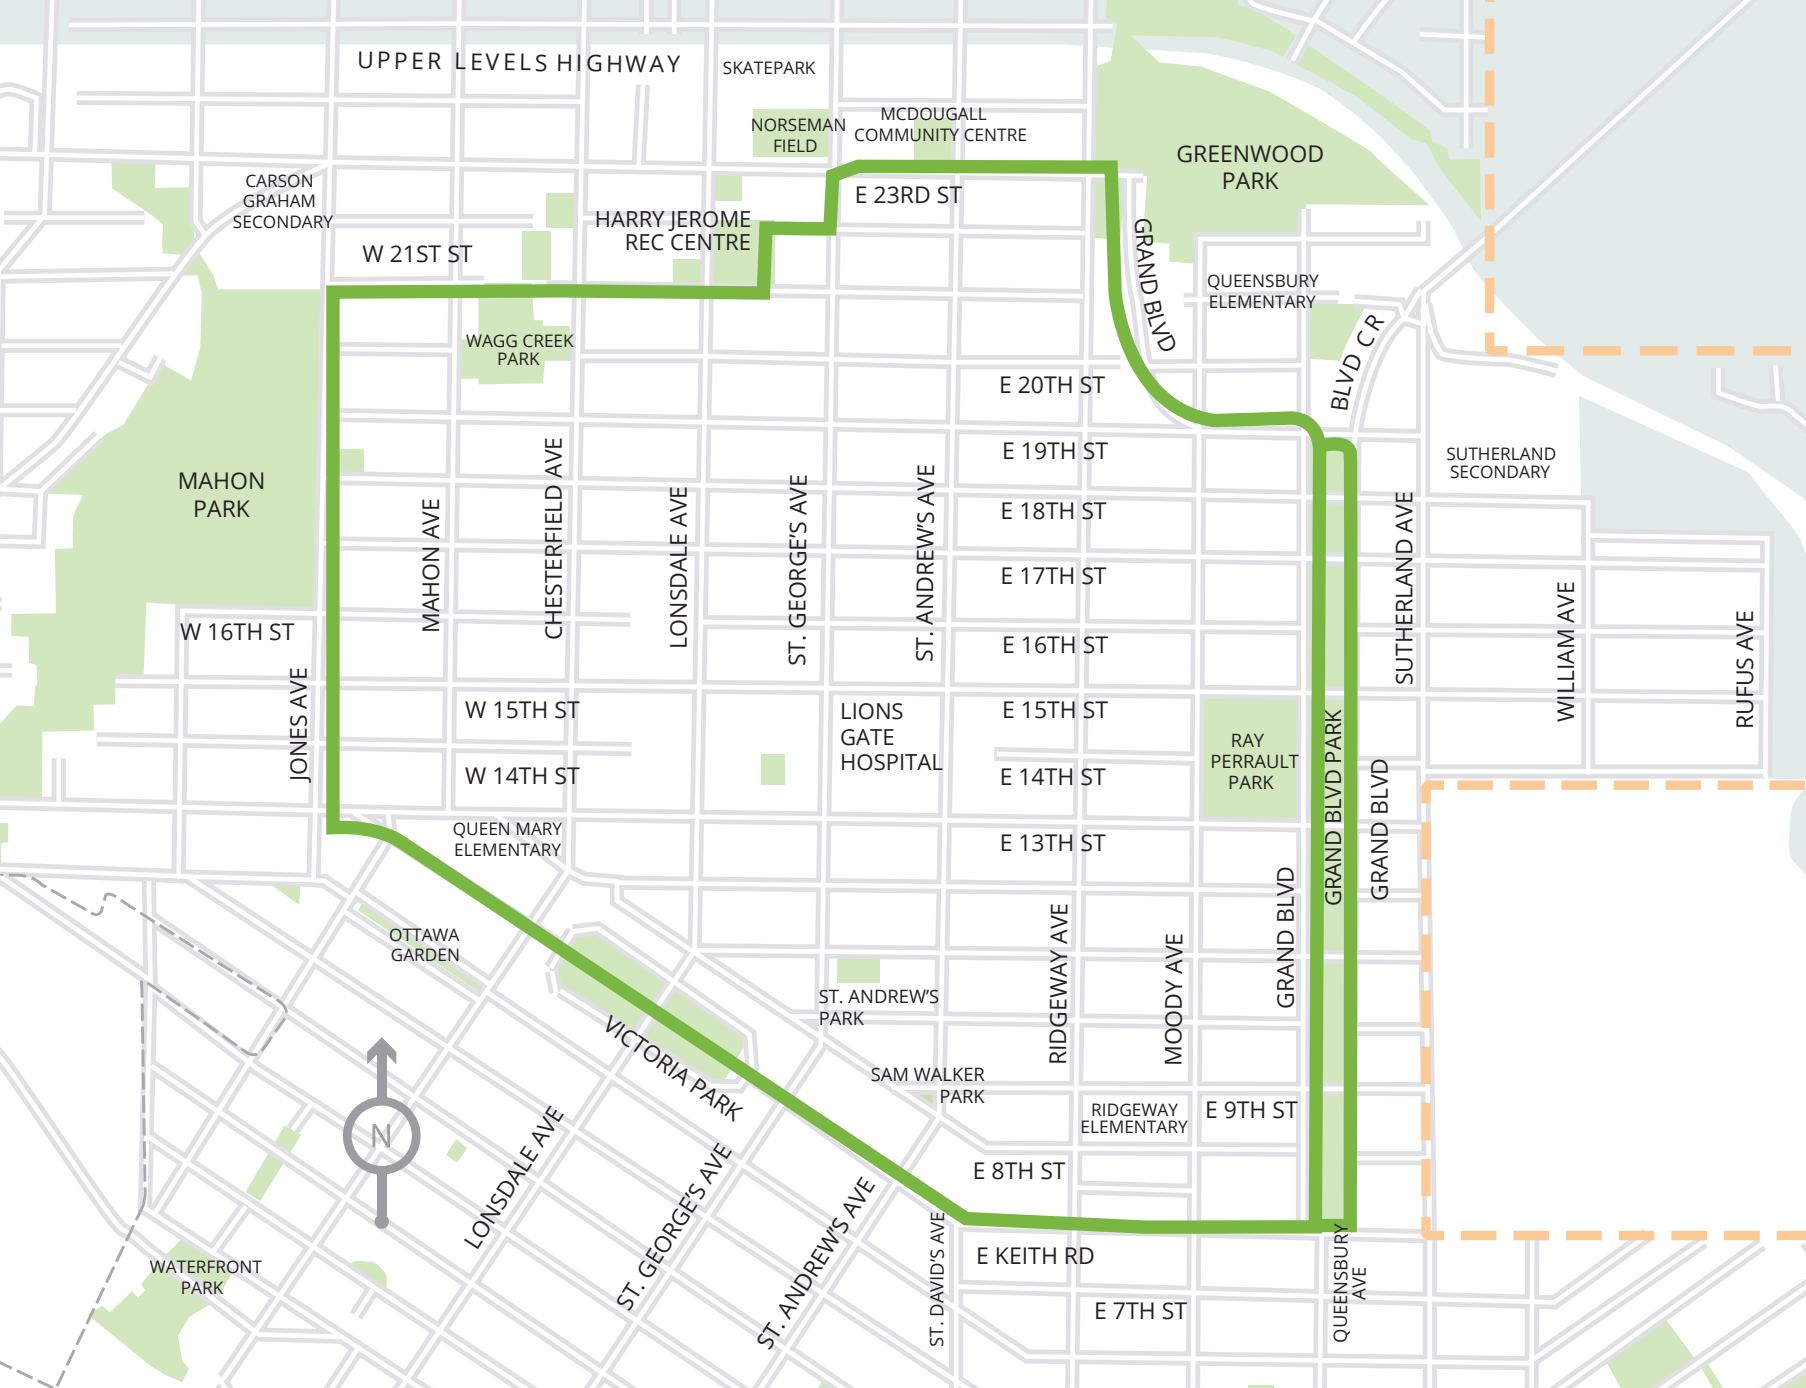 UPPER LEVELS HIGHWAY
SKATEPARK
NORSEMAN
FIELD
MCDOUGALL
COMMUNITY CENTRE
GREENWOOD
PARK
CARSON
GRAHAM
SECONDARY
E 23RD ST
HARRY JEROME
REC CENTRE
W 21ST ST
GRAND BLVD
QUEENSBURY
ELEMENTARY
WAGG CREEK
PARK
BLVD CR
E 20TH ST
E 19TH ST
SUTHERLAND
SECONDARY
MAHON
PARK
E 18TH ST
MAHON AVE
CHESTERFIELD AVE
LONSDALE AVE
ST. GEORGE'S AVE
ST. ANDREW'S AVE
SUTHERLAND AVE
E 17TH ST
WILLIAM AVE
RUFUS AVE
W 16TH ST
E 16TH ST
JONES AVE
W 15TH ST
LIONS
GATE
HOSPITAL
E 15TH ST
RAY
PERRAULT
PARK
GRAND BLVD PARK
GRAND BLVD
W 14TH ST
E 14TH ST
QUEEN MARY
ELEMENTARY
E 13TH ST
GRAND BLVD
OTTAWA
GARDEN
RIDGEWAY AVE
MOODY AVE
ST. ANDREW'S
PARK
VICTORIA PARK
SAM WALKER
PARK
RIDGEWAY
ELEMENTARY
E 9TH ST
N
LONSDALE AVE
ST. GEORGE'S AVE
ST. ANDREW'S AVE
E 8TH ST
ST. DAVID'S AVE
E KEITH RD
QUEENSBURY
AVE
WATERFRONT
PARK
E 7TH ST